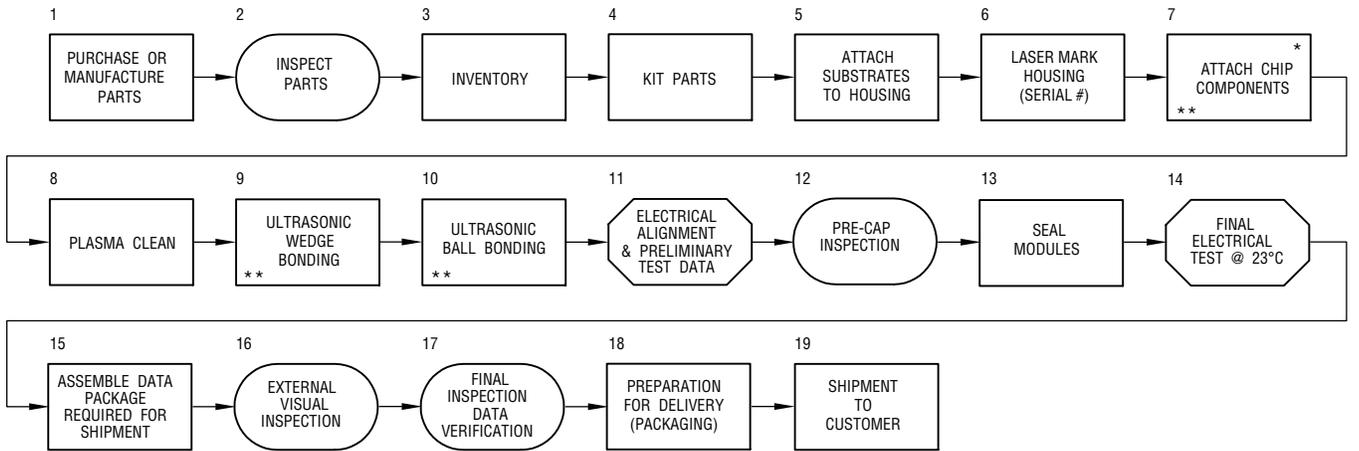 1
PURCHASE OR
MANUFACTURE
PARTS
2
INSPECT
PARTS
3
INVENTORY
4
KIT PARTS
5
ATTACH
SUBSTRATES
TO HOUSING
6
LASER MARK
HOUSING
(SERIAL #)
7
*
ATTACH CHIP
COMPONENTS
**
8
PLASMA CLEAN
9
ULTRASONIC
WEDGE
BONDING
**
10
ULTRASONIC
BALL BONDING
**
11
ELECTRICAL
ALIGNMENT
& PRELIMINARY
TEST DATA
12
PRE-CAP
INSPECTION
13
SEAL
MODULES
14
FINAL
ELECTRICAL
TEST @ 23°C
15
ASSEMBLE DATA
PACKAGE
REQUIRED FOR
SHIPMENT
16
EXTERNAL
VISUAL
INSPECTION
17
FINAL
INSPECTION
DATA
VERIFICATION
18
PREPARATION
FOR DELIVERY
(PACKAGING)
19
SHIPMENT
TO
CUSTOMER